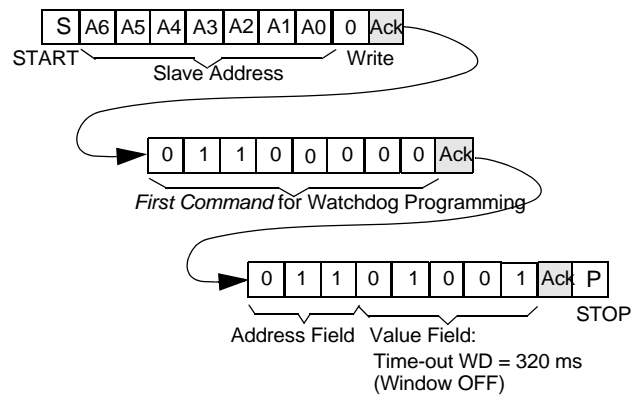 S A6 A5 A4 A3 A2 A1 A0 0 Ack
START Slave Address Write
0 1 1 0 0 0 0 0 Ack
First Command for Watchdog Programming
0 1 1 0 1 0 0 1 Ack P
STOP
Address Field Value Field:
Time-out WD = 320 ms
(Window OFF)